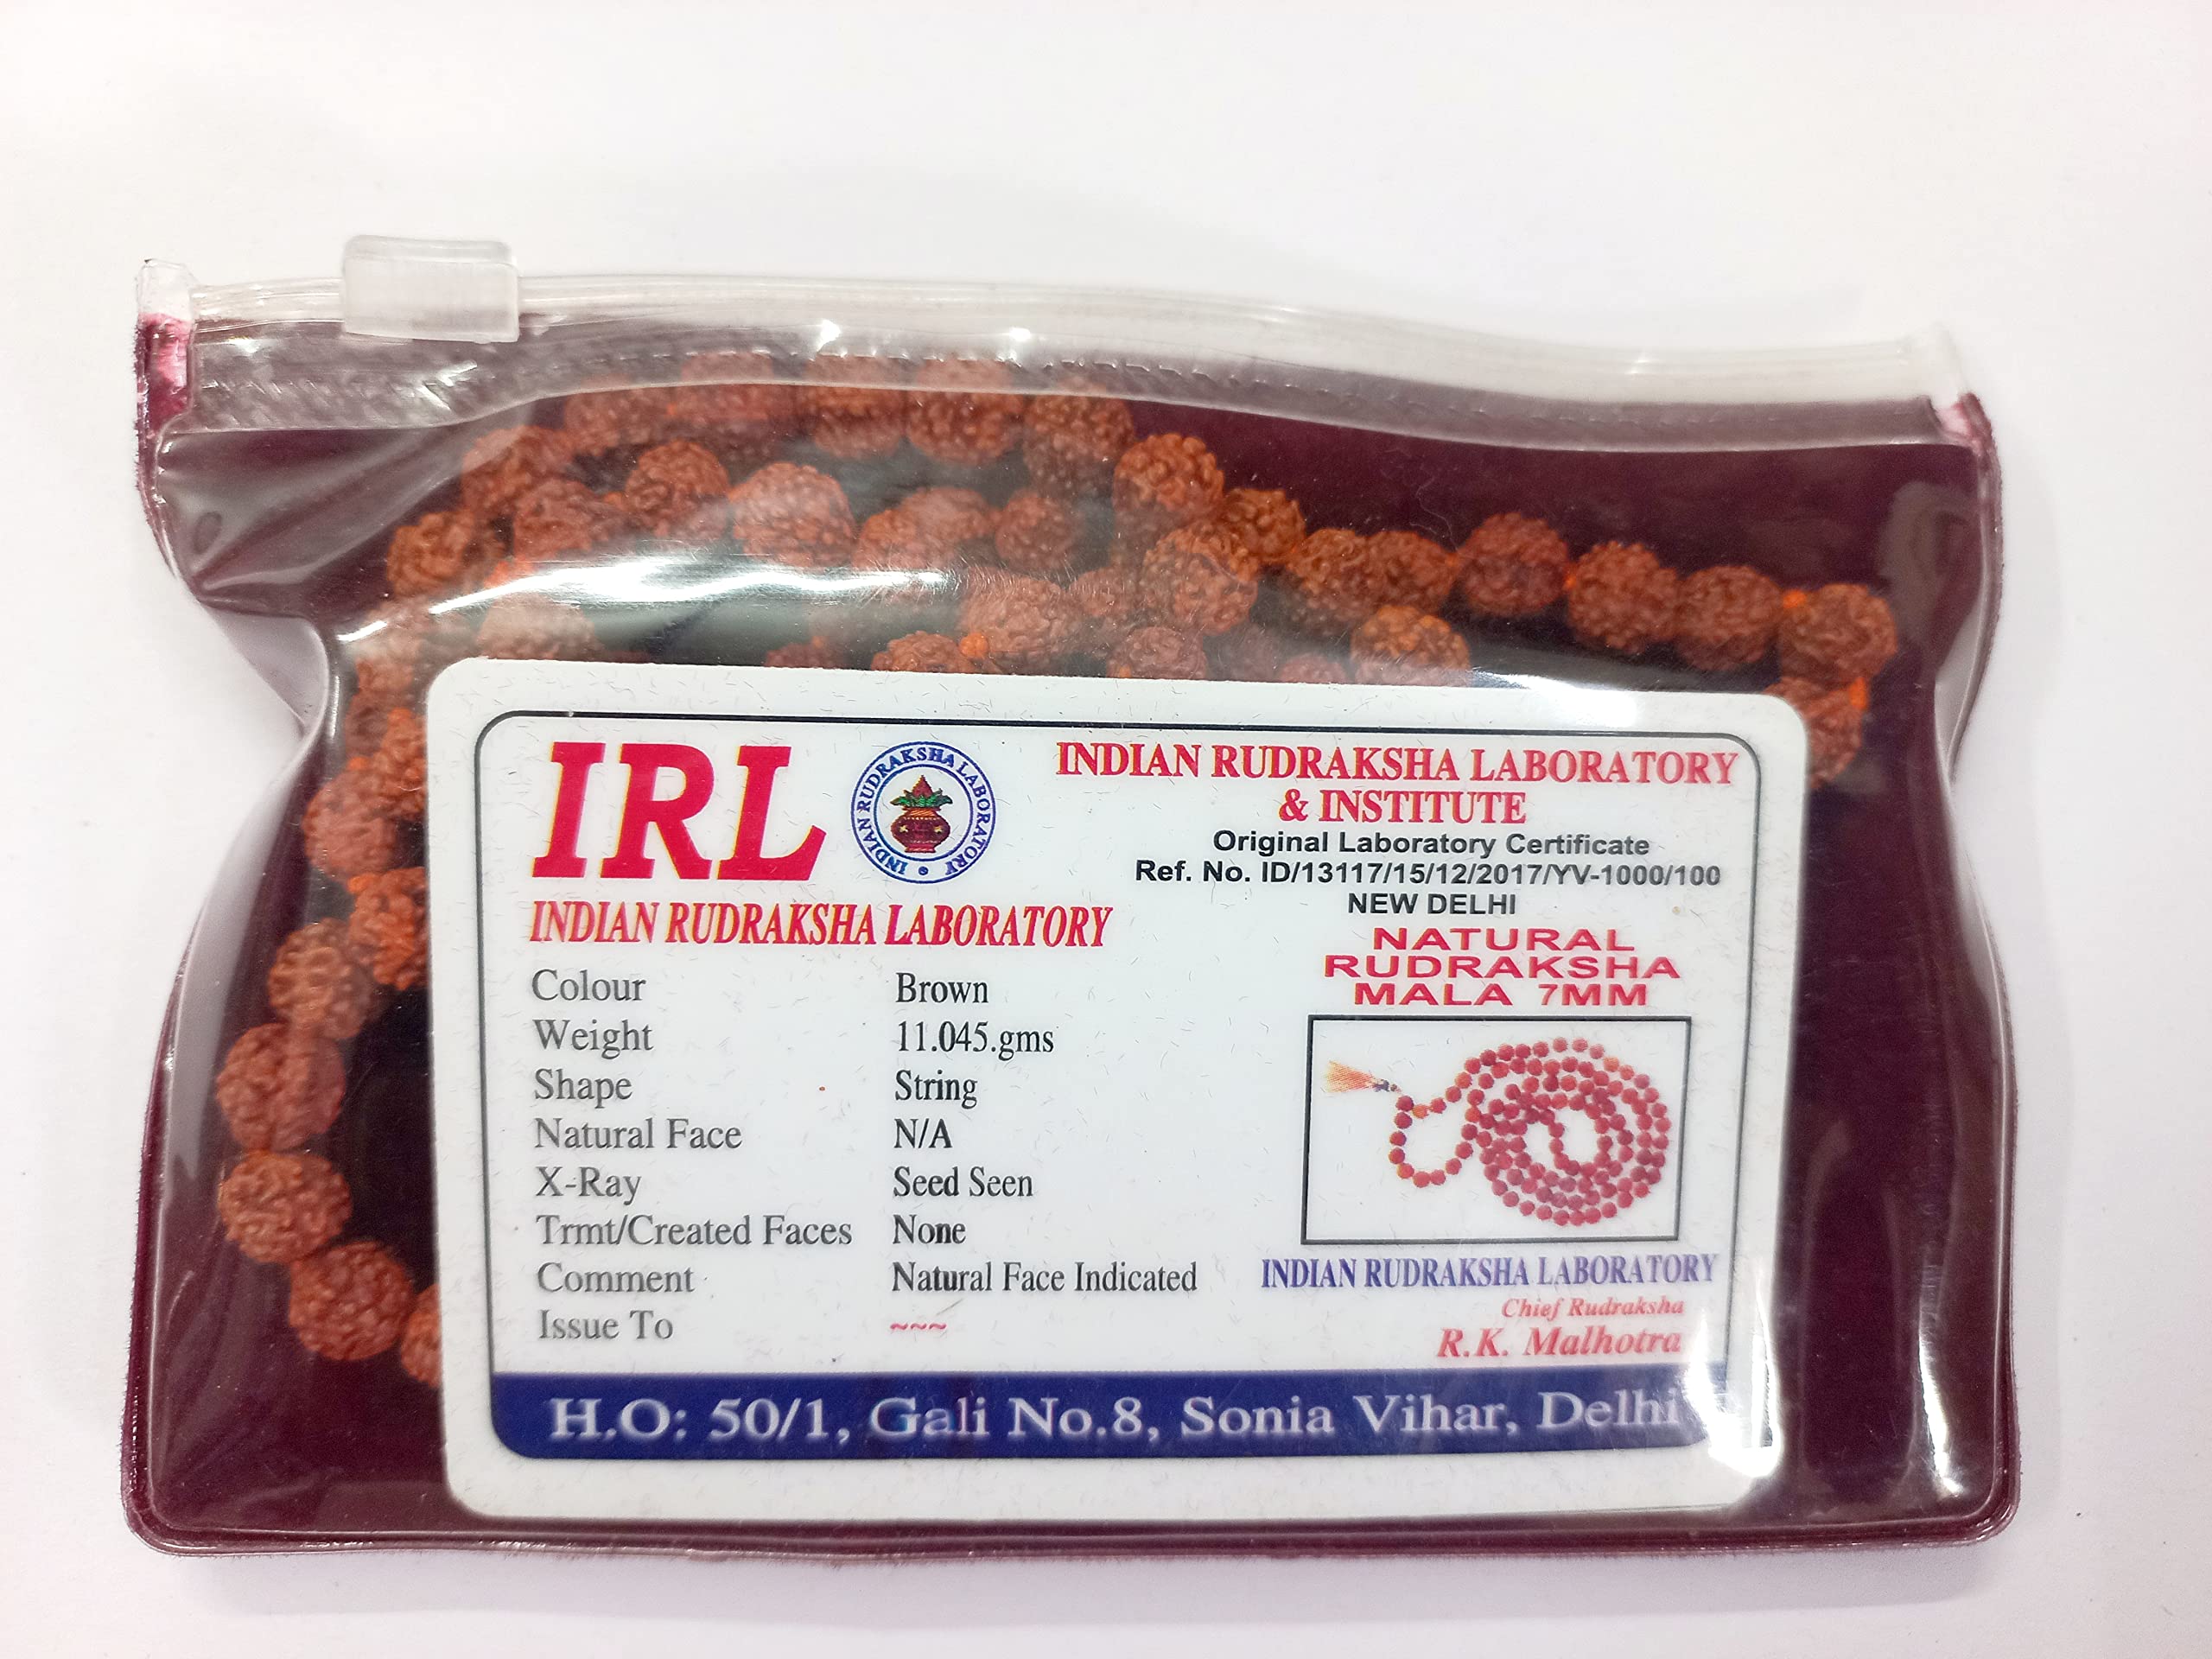 IRL
INDIAN RUDRAKSHA LABORATORY
INDIAN RUDRAKSHA LABORATORY
& INSTITUTE
Original Laboratory Certificate
Ref. No. ID/13117/15/12/2017/YV-1000/100
NEW DELHI
INDIAN RUDRAKSHA LABORATORY
NATURAL
RUDRAKSHA
MALA 7MM
Colour Brown
Weight 11.045.gms
Shape String
Natural Face N/A
X-Ray Seed Seen
Trmt/Created Faces None
Comment Natural Face Indicated
Issue To ~~~
INDIAN RUDRAKSHA LABORATORY
Chief Rudraksha
R.K. Malhotra
H.O: 50/1, Gali No.8, Sonia Vihar, Delhi